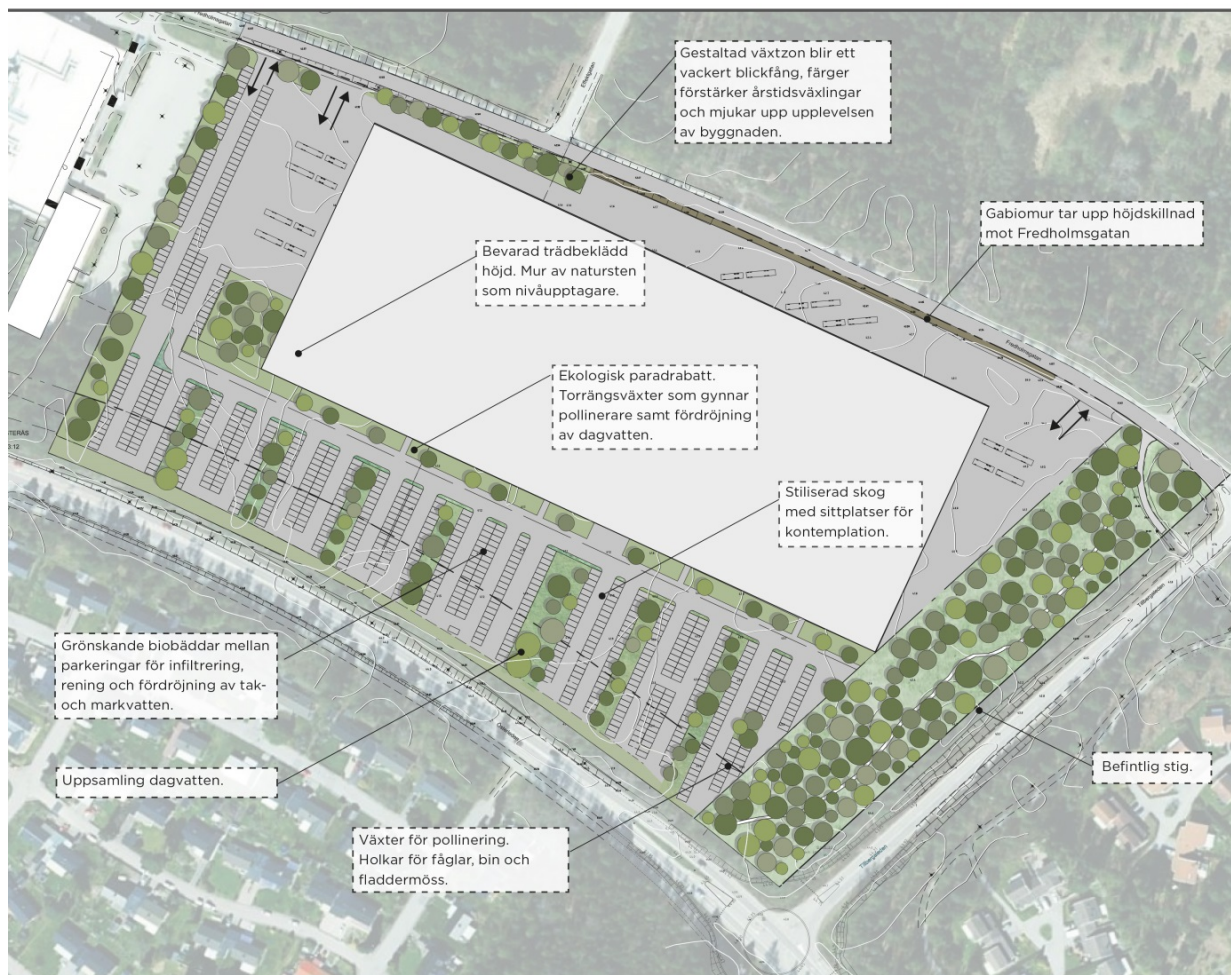 Fredholmsgatan
Gestaltad växtzon blir ett
vackert blickfång, färger
förstärker årstidsväxlingar
och mjukar upp upplevelsen
av byggnaden.
Gabiomur tar upp höjdskillnad
mot Fredholmsgatan
Bevarad trädbeklädd
höjd. Mur av natursten
som nivåupptagare.
Fredholmsgatan
Ekologisk paradrabatt.
Torrängsväxter som gynnar
pollinerare samt fördröjning
av dagvatten.
Stiliserad skog
med sittplatser för
kontemplation.
Grönskande biobäddar mellan
parkeringar för infiltrering,
rening och fördröjning av tak-
och markvatten.
Uppsamling dagvatten.
Befintlig stig.
Växter för pollinering.
Holkar för fåglar, bin och
fladdermöss.